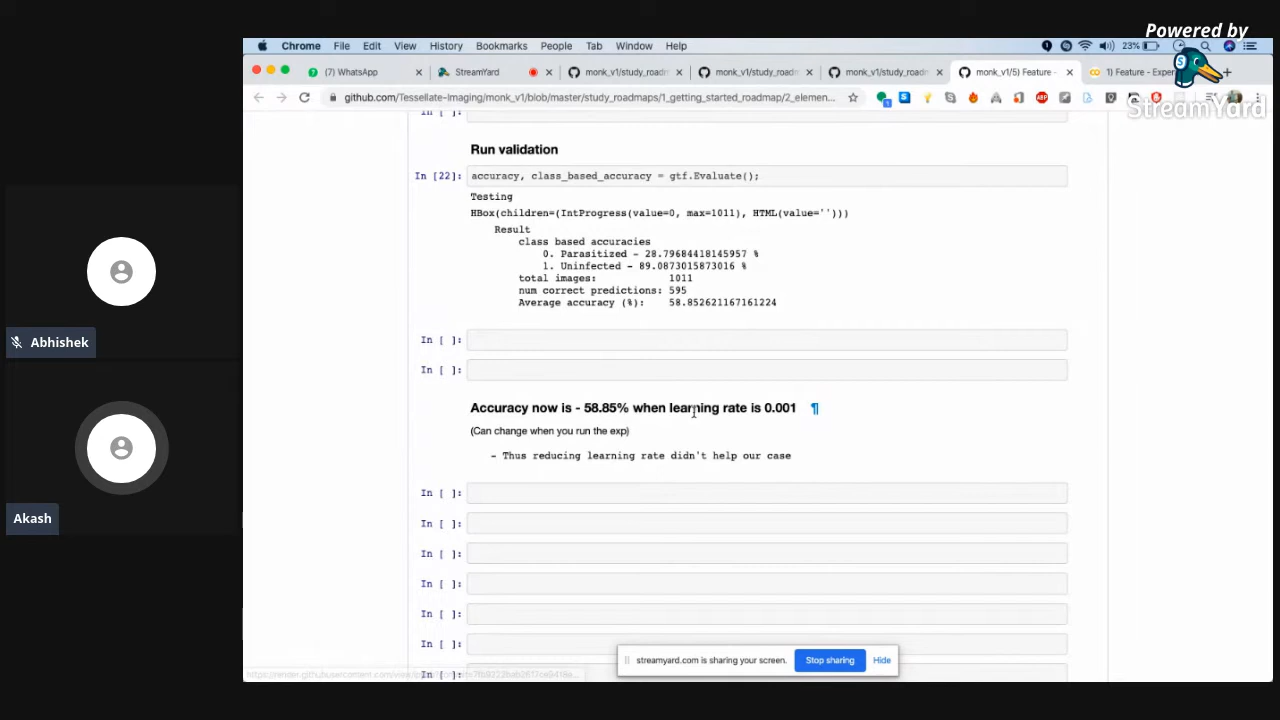 Powered by
StreamYard
Chrome File Edit View History Bookmarks People Tab Window Help
23%
(7) WhatsApp
StreamYard
monk_v1/study_roadm
monk_v1/study_roadm
monk_v1/study_roadm
monk_v1/5) Feature -
1) Feature - Exper
github.com/Tessellate-Imaging/monk_v1/blob/master/study_roadmaps/1_getting_started_roadmap/2_elemen...
In [ ]:
Run validation
In [22]: accuracy, class_based_accuracy = gtf.Evaluate();
Testing
HBox(children=(IntProgress(value=0, max=1011), HTML(value='')))
Result
class based accuracies
0. Parasitized - 28.79684418145957 %
1. Uninfected - 89.0873015873016 %
total images: 1011
num correct predictions: 595
Average accuracy (%): 58.852621167161224
In [ ]:
In [ ]:
Accuracy now is - 58.85% when learning rate is 0.001 ¶
(Can change when you run the exp)
- Thus reducing learning rate didn't help our case
In [ ]:
In [ ]:
In [ ]:
In [ ]:
In [ ]:
In [ ]:
In [ ]:
streamyard.com is sharing your screen.
Stop sharing
Hide
Abhishek
Akash